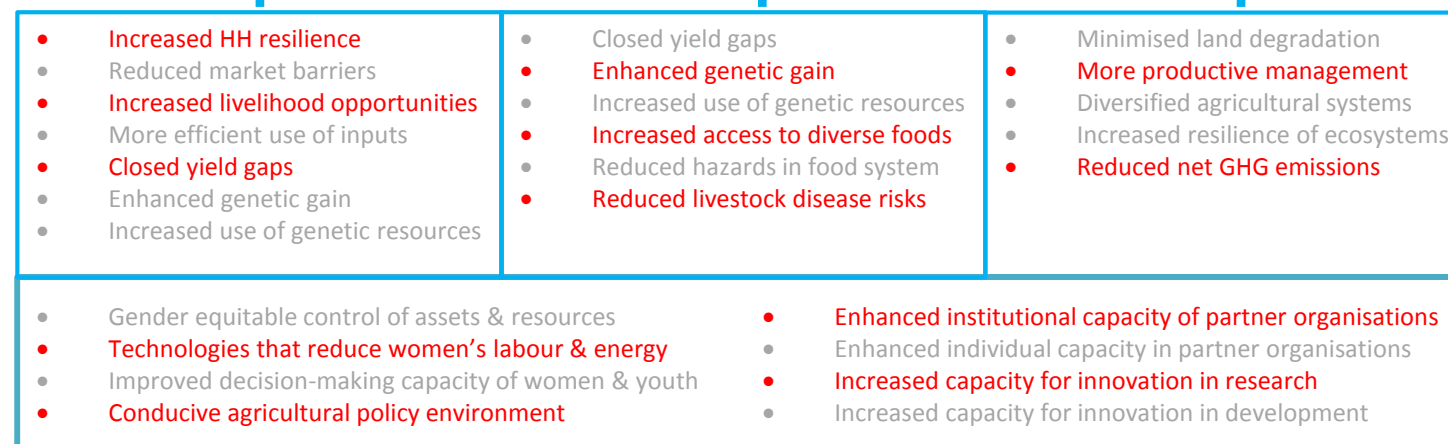 • Increased HH resilience
• Reduced market barriers
• Increased livelihood opportunities
• More efficient use of inputs
• Closed yield gaps
• Enhanced genetic gain
• Increased use of genetic resources
• Closed yield gaps
• Enhanced genetic gain
• Increased use of genetic resources
• Increased access to diverse foods
• Reduced hazards in food system
• Reduced livestock disease risks
• Minimised land degradation
• More productive management
• Diversified agricultural systems
• Increased resilience of ecosystems
• Reduced net GHG emissions
• Gender equitable control of assets & resources
• Technologies that reduce women’s labour & energy
• Improved decision-making capacity of women & youth
• Conducive agricultural policy environment
• Enhanced institutional capacity of partner organisations
• Enhanced individual capacity in partner organisations
• Increased capacity for innovation in research
• Increased capacity for innovation in development